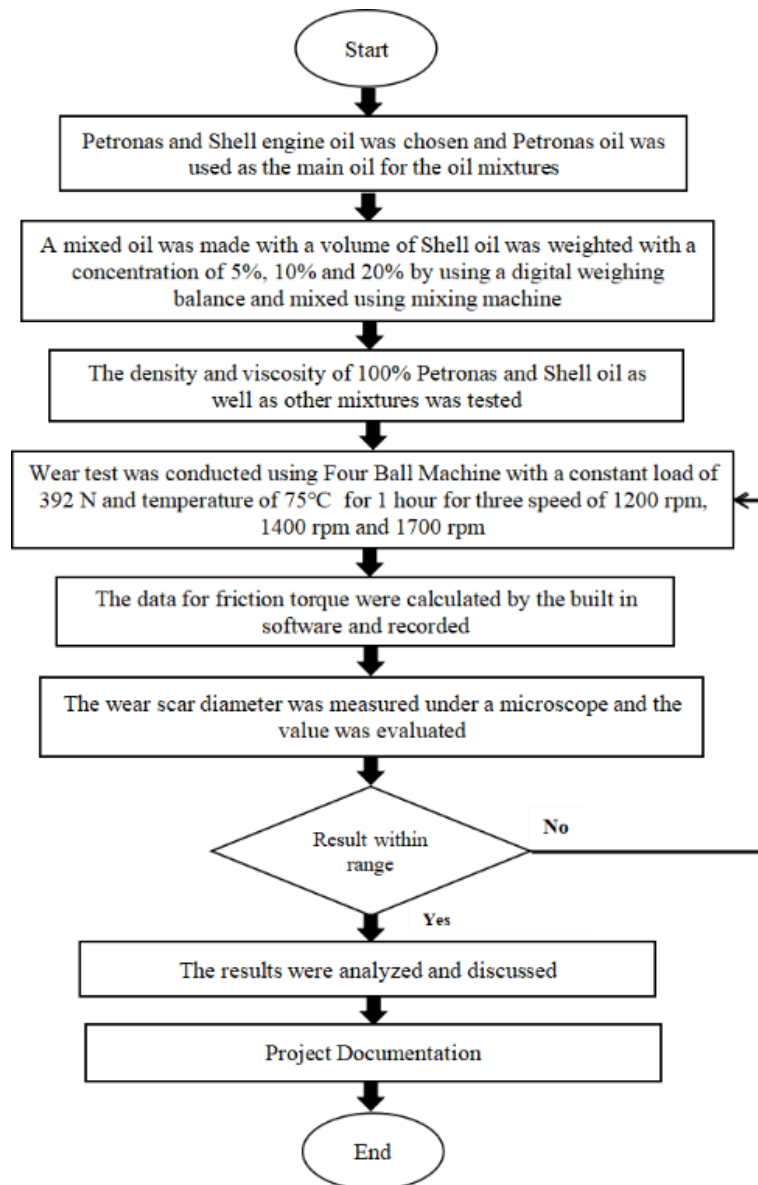 Start
Petronas and Shell engine oil was chosen and Petronas oil was
used as the main oil for the oil mixtures
A mixed oil was made with a volume of Shell oil was weighted with a
concentration of 5%, 10% and 20% by using a digital weighing
balance and mixed using mixing machine
The density and viscosity of 100% Petronas and Shell oil as
well as other mixtures was tested
Wear test was conducted using Four Ball Machine with a constant load of
392 N and temperature of 75℃ for 1 hour for three speed of 1200 rpm,
1400 rpm and 1700 rpm
The data for friction torque were calculated by the built in
software and recorded
The wear scar diameter was measured under a microscope and the
value was evaluated
Result within
range
No
Yes
The results were analyzed and discussed
Project Documentation
End